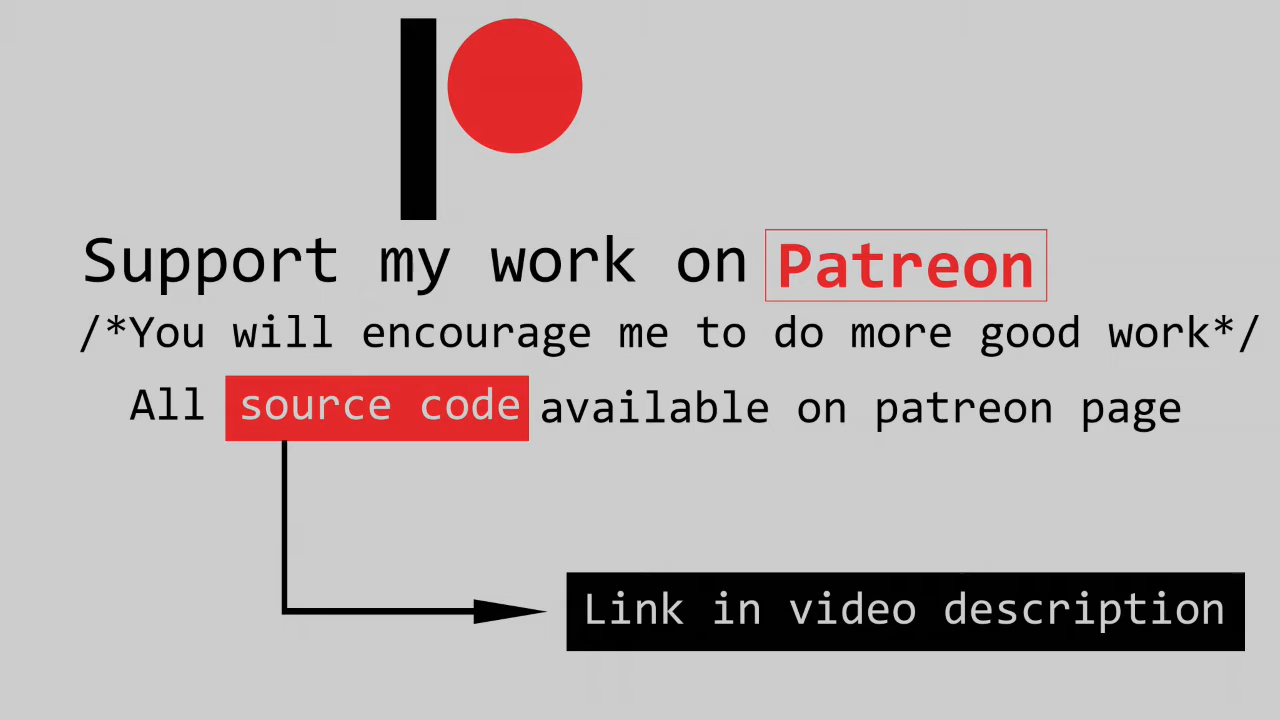 Support my work on Patreon
/*You will encourage me to do more good work*/
All source code available on patreon page
Link in video description